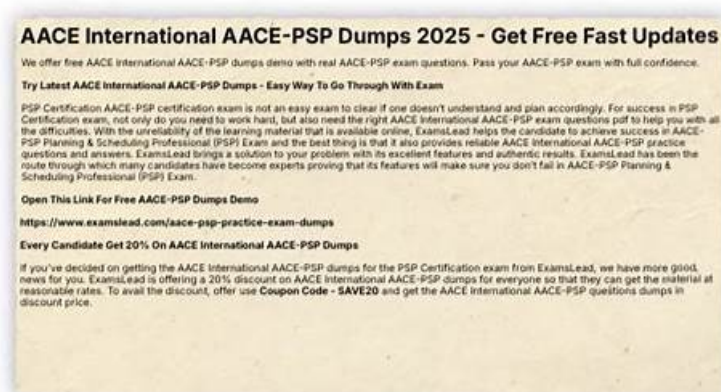 AACE International AACE-PSP Dumps 2025 - Get Free Fast Updates
We offer free AACE International AACE-PSP dumps demo with real AACE-PSP exam questions. Pass your AACE-PSP exam with full confidence.
Try Latest AACE International AACE-PSP Dumps - Easy Way To Go Through With Exam
PSP Certification AACE-PSP certification exam is not an easy exam to clear if one doesn't understand and plan accordingly. For success in PSP
Certification exam, not only do you need to work hard, but also need the right AACE International AACE-PSP exam questions pdf to help you with all
the difficulties. With the unreliability of the learning material that is available online, ExamsLead helps the candidate to achieve success in AACE-
PSP Planning & Scheduling Professional (PSP) Exam and the best thing is that it also provides reliable AACE International AACE-PSP practice
questions and answers. ExamsLead brings a solution to your problem with its excellent features and authentic results. ExamsLead has been the
route through which many candidates have become experts proving that its features will make sure you don't fail in AACE-PSP Planning &
Scheduling Professional (PSP) Exam.
Open This Link For Free AACE-PSP Dumps Demo
https://www.examslead.com/aace-psp-practice-exam-dumps
Every Candidate Get 20% On AACE International AACE-PSP Dumps
If you've decided on getting the AACE International AACE-PSP dumps for the PSP Certification exam from ExamsLead, we have more good
news for you. ExamsLead is offering a 20% discount on AACE International AACE-PSP dumps for everyone so that they can get the material at
reasonable rates. To avail the discount, offer use Coupon Code - SAVE20 and get the AACE International AACE-PSP questions dumps in
discount price.